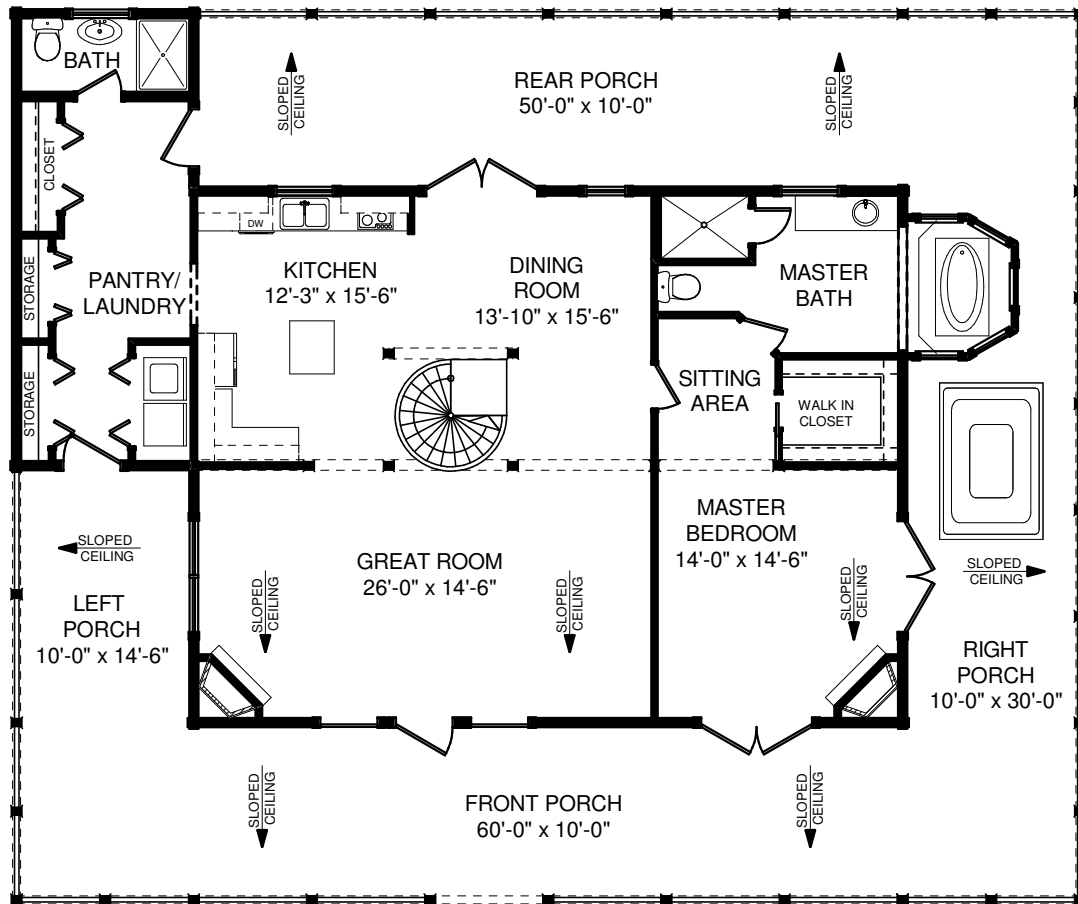 BATH
REAR PORCH
50'-0" x 10'-0"
SLOPED
CEILING
SLOPED
CEILING
CLOSET
DW
KITCHEN
12'-3" x 15'-6"
DINING
ROOM
13'-10" x 15'-6"
MASTER
BATH
STORAGE
PANTRY/
LAUNDRY
STORAGE
SITTING
AREA
WALK IN
CLOSET
MASTER
BEDROOM
14'-0" x 14'-6"
SLOPED
CEILING
GREAT ROOM
26'-0" x 14'-6"
SLOPED
CEILING
SLOPED
CEILING
SLOPED
CEILING
SLOPED
CEILING
LEFT
PORCH
10'-0" x 14'-6"
RIGHT
PORCH
10'-0" x 30'-0"
SLOPED
CEILING
FRONT PORCH
60'-0" x 10'-0"
SLOPED
CEILING